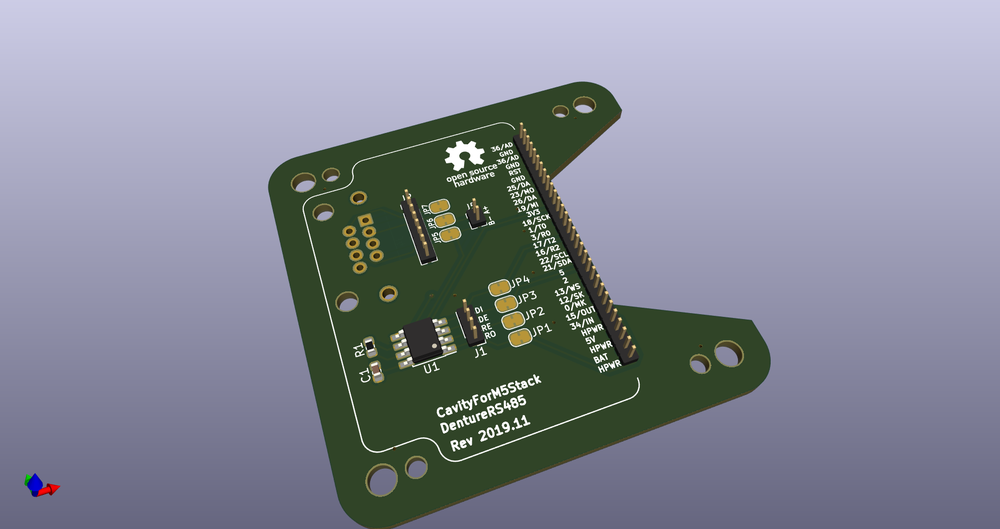 open source
hardware
36/AD
GND
36/AD
GND
RST
GND
25/DA
23/MO
26/DA
19/MI
3V3
18/SCK
1/T0
3/R0
17/T2
16/R2
22/SCL
21/SDA
5
2
13/WS
12/SK
0/MK
15/OUT
34/IN
HPWR
5V
HPWR
BAT
HPWR
JP7
JP6
JP5
JP4
JP3
JP2
JP1
DI
DE
RE
RO
J1
R1
C1
U1
CavityForM5Stack
DentureRS485
Rev 2019.11